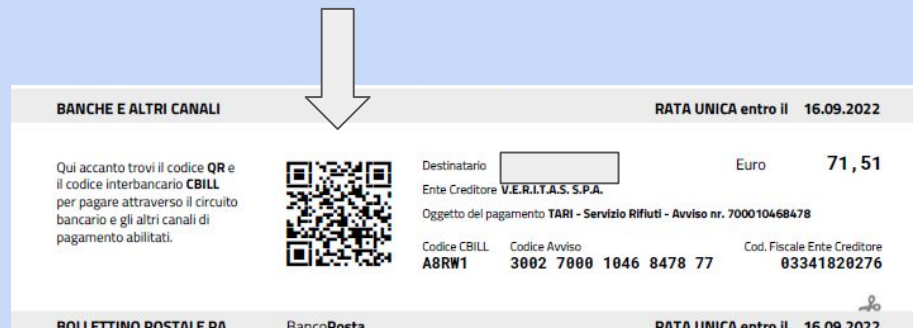 BANCHE E ALTRI CANALI RATA UNICA entro il 16.09.2022
Qui accanto trovi il codice QR e
il codice interbancario CBILL
per pagare attraverso il circuito
bancario e gli altri canali di
pagamento abilitati.
Destinatario Euro 71,51
Ente Creditore V.E.R.I.T.A.S. S.P.A.
Oggetto del pagamento TARI - Servizio Rifiuti - Avviso nr. 700010468478
Codice CBILL Codice Avviso Cod. Fiscale Ente Creditore
A8RW1 3002 7000 1046 8478 77 03341820276
BOLLETTINO POSTALE PA BancoPosta RATA UNICA entro il 16.09.2022